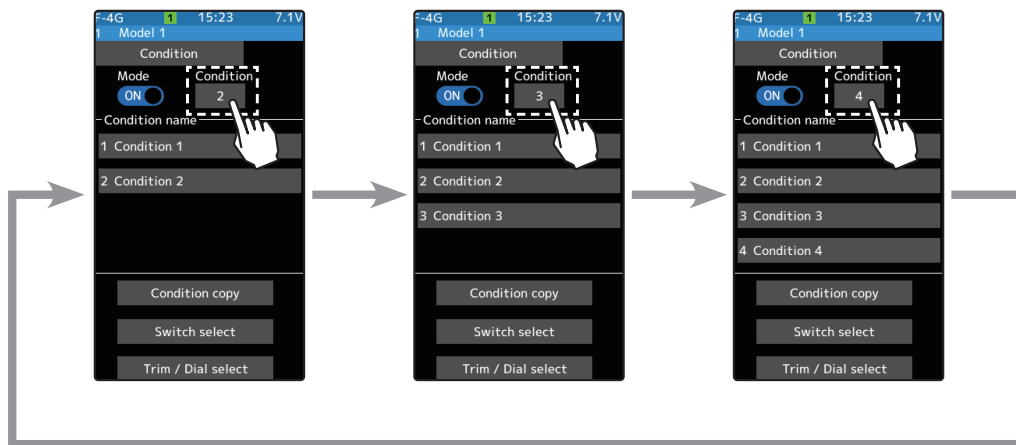 F-4G 1 15:23 7.1V
1 Model 1
Condition
Mode Condition
ON 2
Condition name
1 Condition 1
2 Condition 2
Condition copy
Switch select
Trim / Dial select
F-4G 1 15:23 7.1V
1 Model 1
Condition
Mode Condition
ON 3
Condition name
1 Condition 1
2 Condition 2
3 Condition 3
Condition copy
Switch select
Trim / Dial select
F-4G 1 15:23 7.1V
1 Model 1
Condition
Mode Condition
ON 4
Condition name
1 Condition 1
2 Condition 2
3 Condition 3
4 Condition 4
Condition copy
Switch select
Trim / Dial select